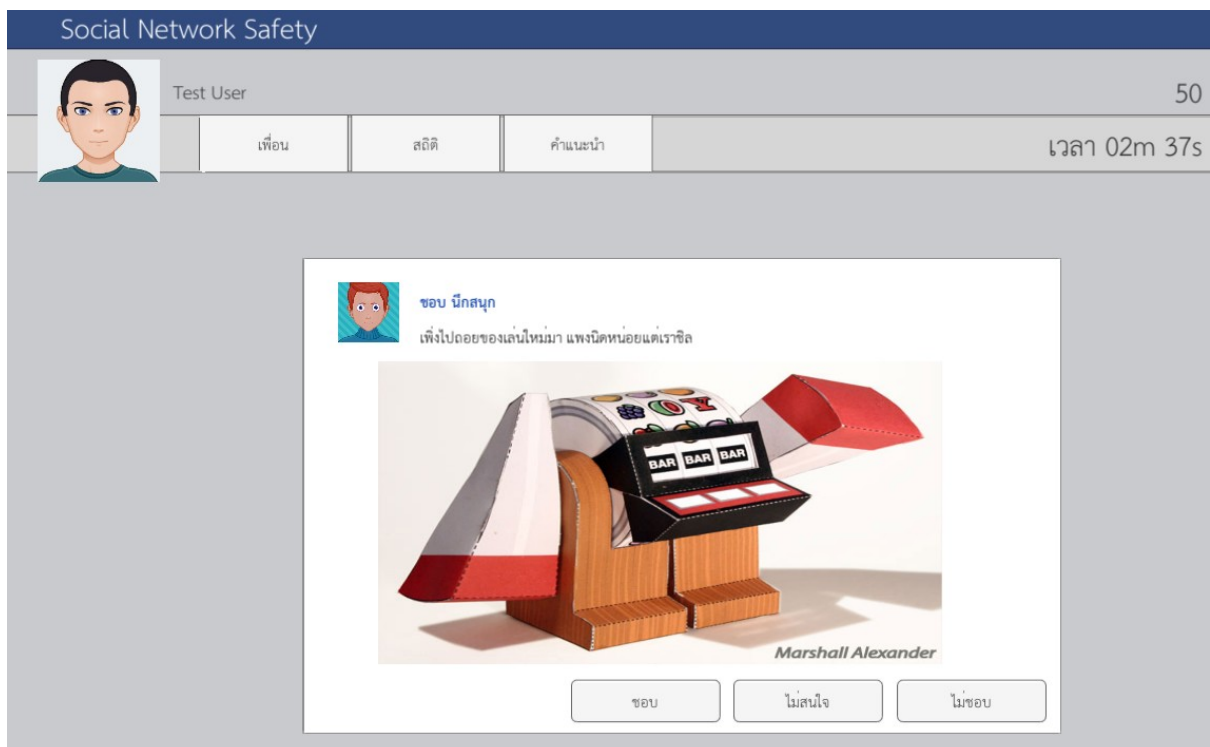 Social Network Safety
Test User
50
เพื่อน
สถิติ
คำแนะนำ
เวลา 02m 37s
ชอบ นึกสนุก
เพิ่งไปถอยของเล่นใหม่มา แพงนิดหน่อยแต่เราชิล
BAR BAR BAR
Marshall Alexander
ชอบ
ไม่สนใจ
ไม่ชอบ